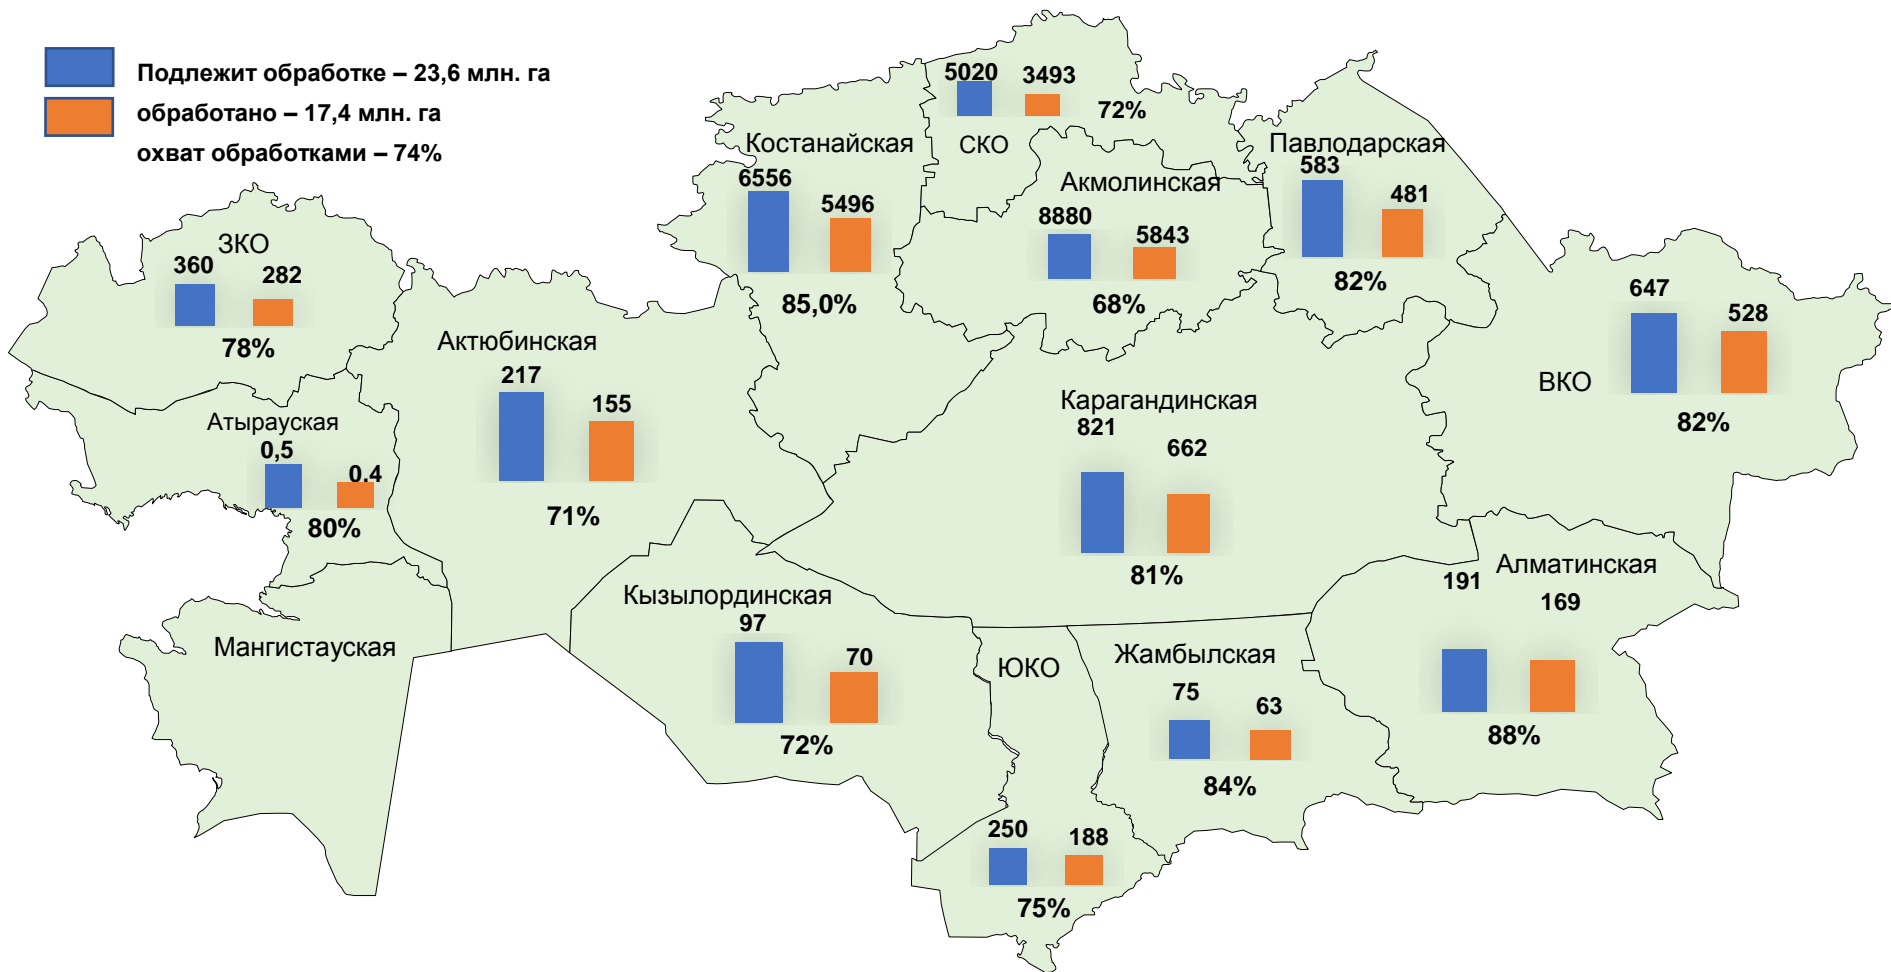 Подлежит обработке – 23,6 млн. га
обработано – 17,4 млн. га
охват обработками – 74%
5020 3493
72%
СКО
Костанайская
6556
5496
85,0%
Акмолинская
8880
5843
68%
Павлодарская
583
481
82%
ЗКО
360
282
78%
Актюбинская
217
155
71%
Атырауская
0,5
0,4
80%
Карагандинская
821
662
81%
647
528
ВКО
82%
Алматинская
191
169
88%
Мангистауская
Кызылординская
97
70
72%
ЮКО
250
188
75%
Жамбылская
75
63
84%